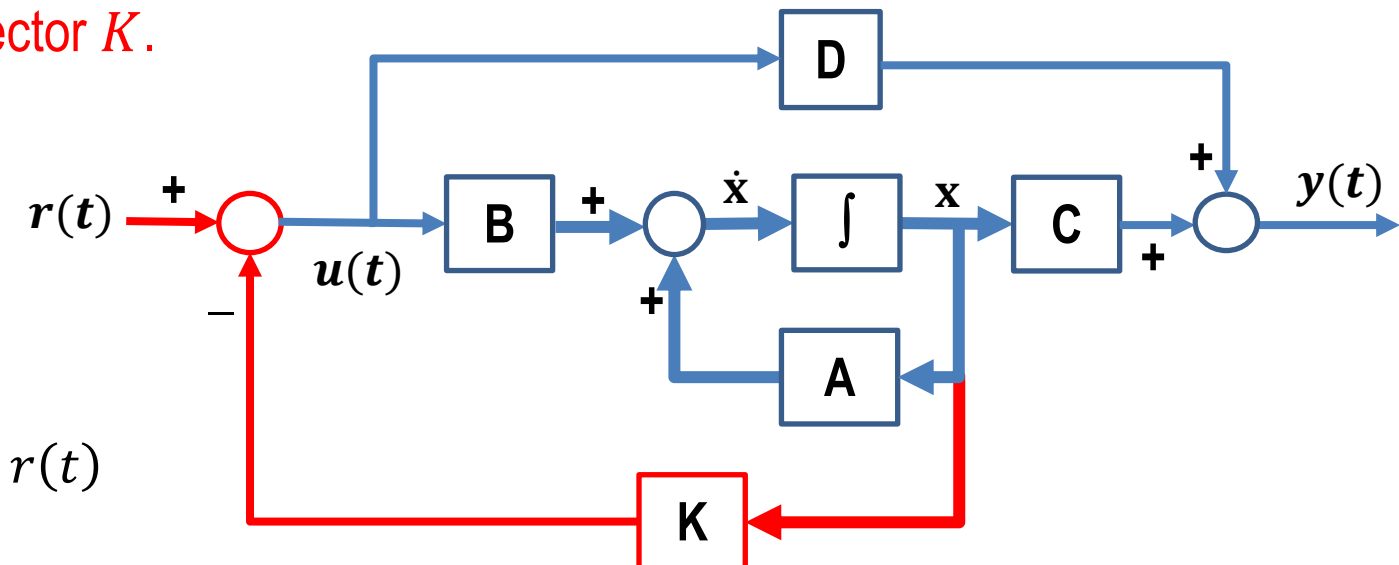 ector K.
D
+
+
r(t)
B
+
ẋ
∫
x
C
y(t)
u(t)
+
+
−
A
r(t)
K